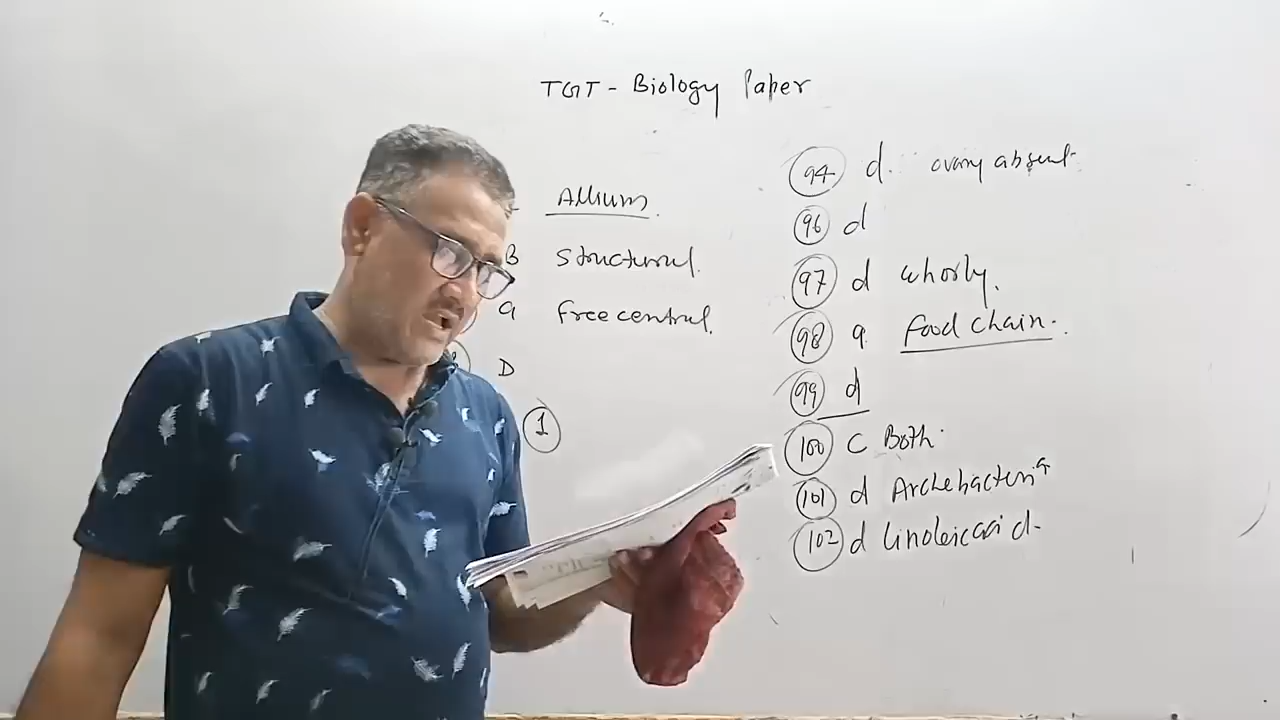 TGT - Biology Paper
Allium.
B structural.
a free central.
D
1
94 d. ovary absent
96 d
97 d whorly.
98 a. food chain.
99 d
100 c Both.
101 d Archebacteria
102 d linoleic acid.